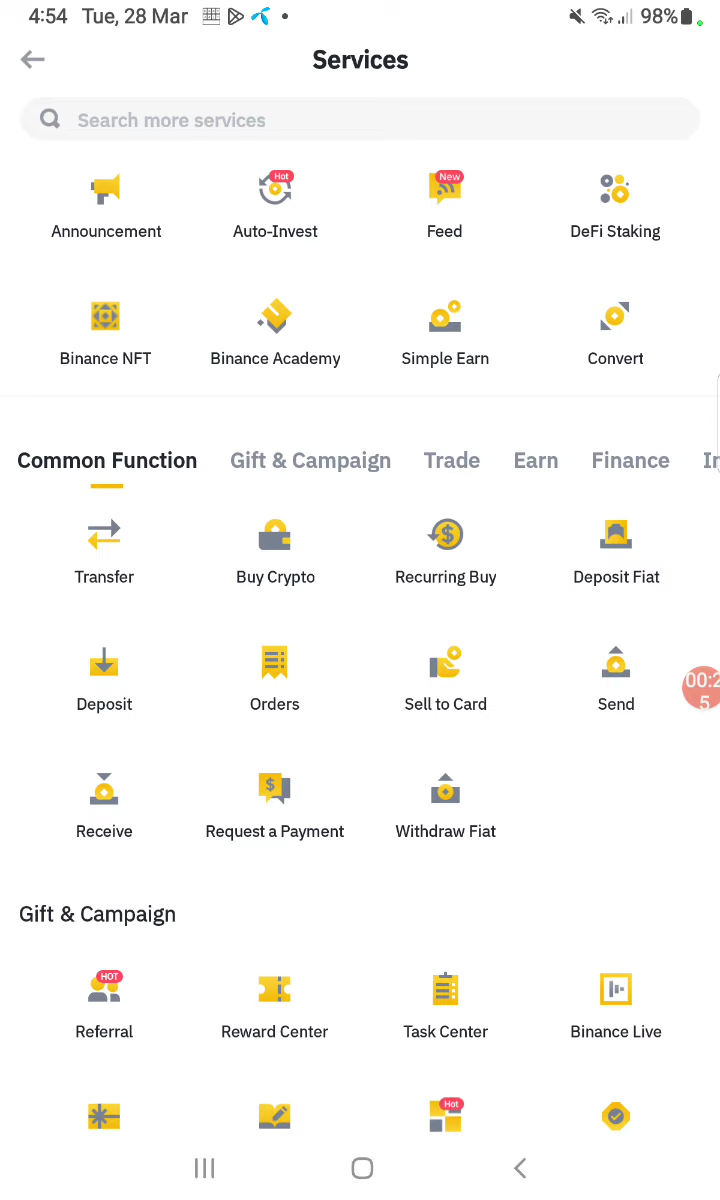 4:54 Tue, 28 Mar 98%
Services
Search more services
Hot New
Announcement Auto-Invest Feed DeFi Staking
Binance NFT Binance Academy Simple Earn Convert
Common Function Gift & Campaign Trade Earn Finance
$
Transfer Buy Crypto Recurring Buy Deposit Fiat
Deposit Orders Sell to Card Send
00:2
5
$
Receive Request a Payment Withdraw Fiat
Gift & Campaign
HOT
Referral Reward Center Task Center Binance Live
Hot